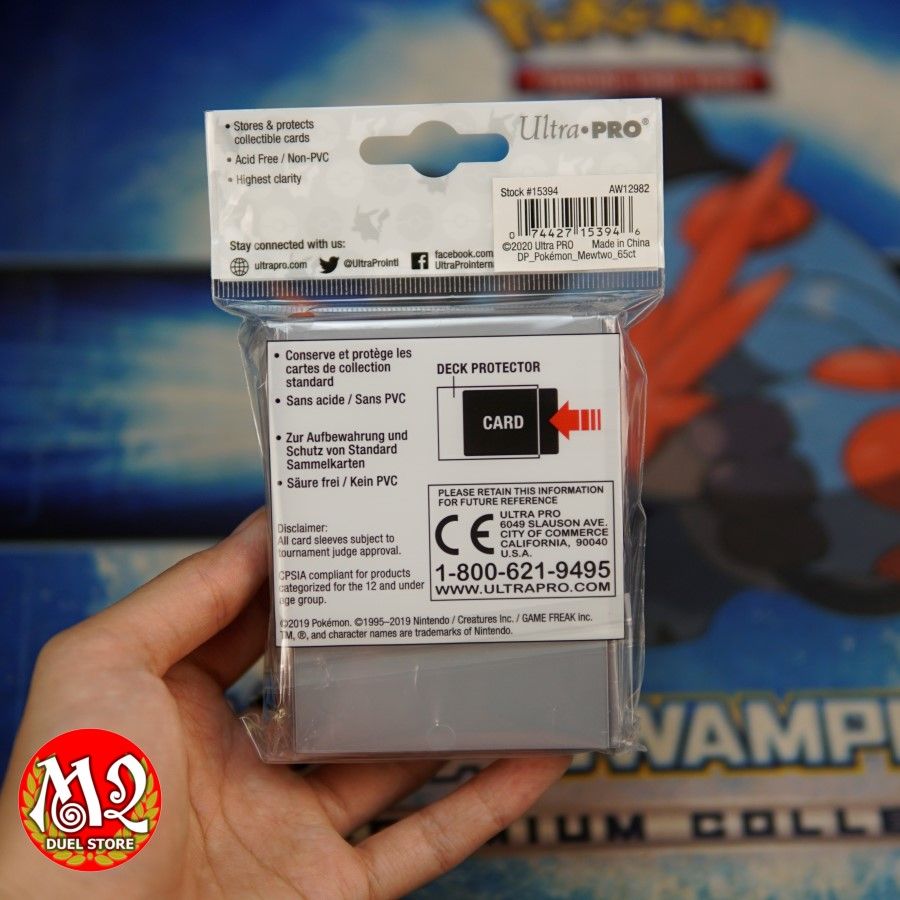 POKÉMON
• Stores & protects
collectible cards
• Acid Free / Non-PVC
• Highest clarity
Ultra•PRO®
Stock #15394 AW12982
0 74427 15394 6
©2020 Ultra PRO Made in China
DP_Pokémon_Mewtwo_65ct
Stay connected with us:
ultrapro.com @UltraProIntl facebook.com
UltraProIntern
• Conserve et protège les
cartes de collection
standard
• Sans acide / Sans PVC
• Zur Aufbewahrung und
Schutz von Standard
Sammelkarten
• Säure frei / Kein PVC
DECK PROTECTOR
CARD
PLEASE RETAIN THIS INFORMATION
FOR FUTURE REFERENCE
CE
ULTRA PRO
6049 SLAUSON AVE.
CITY OF COMMERCE
CALIFORNIA, 90040
U.S.A.
1-800-621-9495
WWW.ULTRAPRO.COM
Disclaimer:
All card sleeves subject to
tournament judge approval.
CPSIA compliant for products
categorized for the 12 and under
age group.
©2019 Pokémon. ©1995–2019 Nintendo / Creatures Inc. / GAME FREAK inc.
TM, ®, and character names are trademarks of Nintendo.
WAMP
MIUM COLLE
M2
DUEL STORE